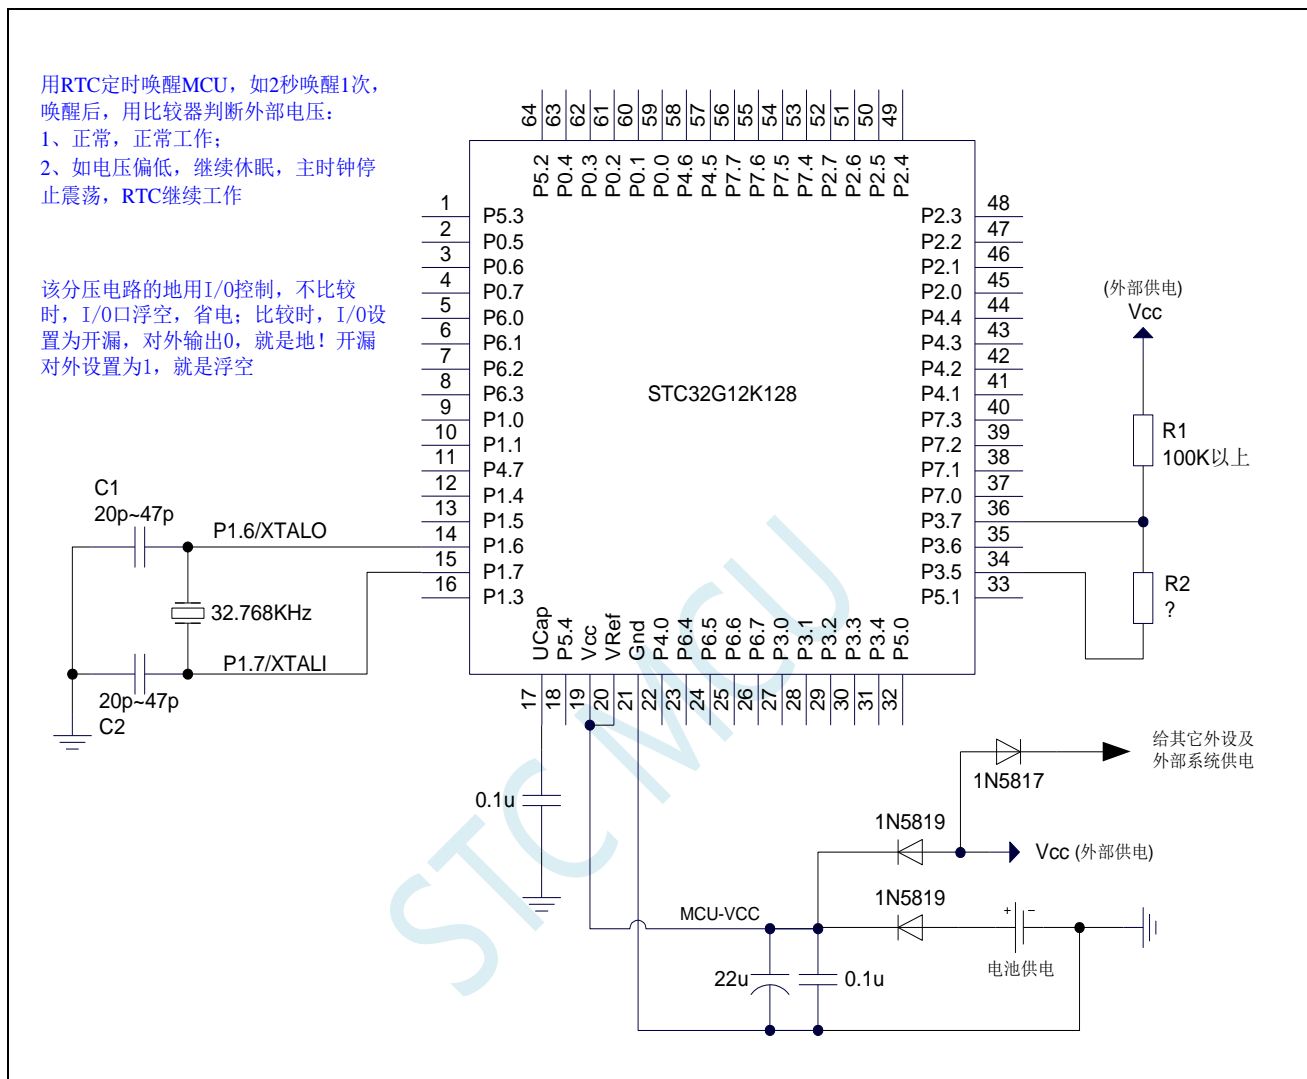 用RTC定时唤醒MCU，如2秒唤醒1次，
唤醒后，用比较器判断外部电压：
1、正常，正常工作；
2、如电压偏低，继续休眠，主时钟停
止震荡，RTC继续工作
该分压电路的地用I/O控制，不比较
时，I/O口浮空，省电；比较时，I/O设
置为开漏，对外输出0，就是地！开漏
对外设置为1，就是浮空
64 63 62 61 60 59 58 57 56 55 54 53 52 51 50 49
P5.2 P0.4 P0.3 P0.2 P0.1 P0.0 P4.6 P4.5 P7.7 P7.6 P7.5 P7.4 P2.7 P2.6 P2.5 P2.4
1 P5.3
2 P0.5
3 P0.6
4 P0.7
5 P6.0
6 P6.1
7 P6.2
8 P6.3
9 P1.0
10 P1.1
11 P4.7
12 P1.4
13 P1.5
14 P1.6
15 P1.7
16 P1.3
STC32G12K128
P2.3 48
P2.2 47
P2.1 46
P2.0 45
P4.4 44
P4.3 43
P4.2 42
P4.1 41
P7.3 40
P7.2 39
P7.1 38
P7.0 37
P3.7 36
P3.6 35
P3.5 34
P5.1 33
UCap P5.4 Vcc VRef Gnd P4.0 P6.4 P6.5 P6.6 P6.7 P3.0 P3.1 P3.2 P3.3 P3.4 P5.0
17 18 19 20 21 22 23 24 25 26 27 28 29 30 31 32
(外部供电)
Vcc
R1
100K以上
R2
?
C1
20p~47p
P1.6/XTALO
32.768KHz
P1.7/XTALI
20p~47p
C2
0.1u
给其它外设及
外部系统供电
1N5817
1N5819
Vcc (外部供电)
1N5819
MCU-VCC
+ −
电池供电
22u
0.1u
STC MCU